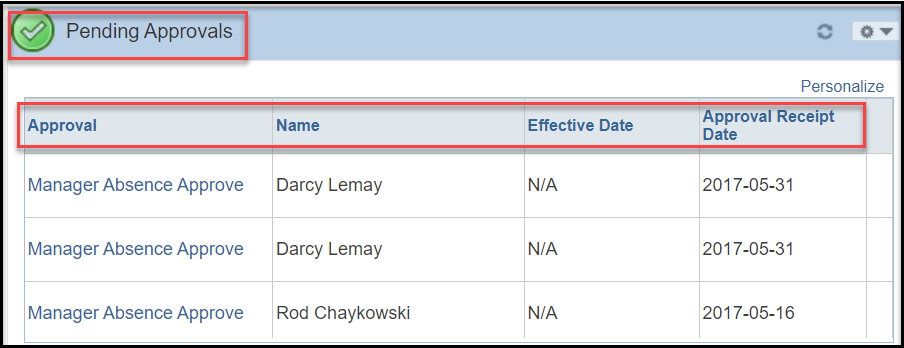 Pending Approvals
Personalize
Approval Name Effective Date Approval Receipt Date
Manager Absence Approve Darcy Lemay N/A 2017-05-31
Manager Absence Approve Darcy Lemay N/A 2017-05-31
Manager Absence Approve Rod Chaykowski N/A 2017-05-16